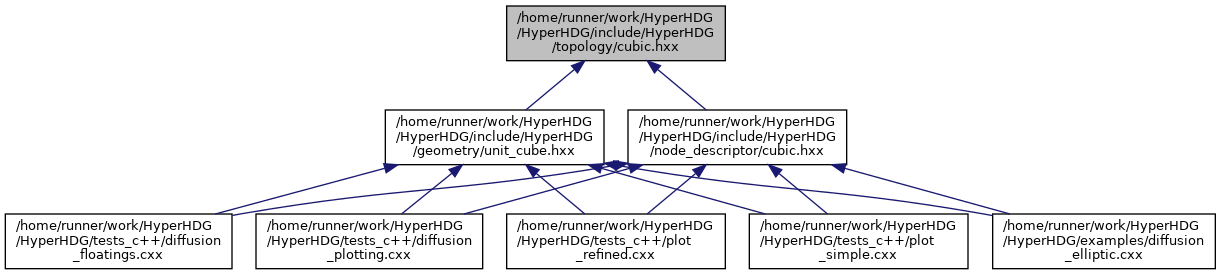 /home/runner/work/HyperHDG
/HyperHDG/include/HyperHDG
/topology/cubic.hxx
/home/runner/work/HyperHDG
/HyperHDG/include/HyperHDG
/geometry/unit_cube.hxx
/home/runner/work/HyperHDG
/HyperHDG/include/HyperHDG
/node_descriptor/cubic.hxx
/home/runner/work/HyperHDG
/HyperHDG/tests_c++/diffusion
_floatings.cxx
/home/runner/work/HyperHDG
/HyperHDG/tests_c++/diffusion
_plotting.cxx
/home/runner/work/HyperHDG
/HyperHDG/tests_c++/plot
_refined.cxx
/home/runner/work/HyperHDG
/HyperHDG/tests_c++/plot
_simple.cxx
/home/runner/work/HyperHDG
/HyperHDG/examples/diffusion
_elliptic.cxx